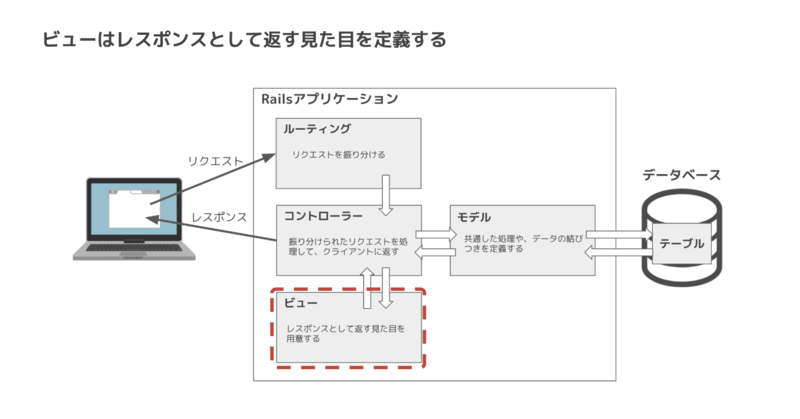 ビューはレスポンスとして返す見た目を定義する
Railsアプリケーション
ルーティング
リクエストを振り分ける
リクエスト
レスポンス
コントローラー
振り分けられたリクエストを処
理して、クライアントに返す
モデル
共通した処理や、データの結び
つきを定義する
データベース
テーブル
ビュー
レスポンスとして返す見た目を
用意する